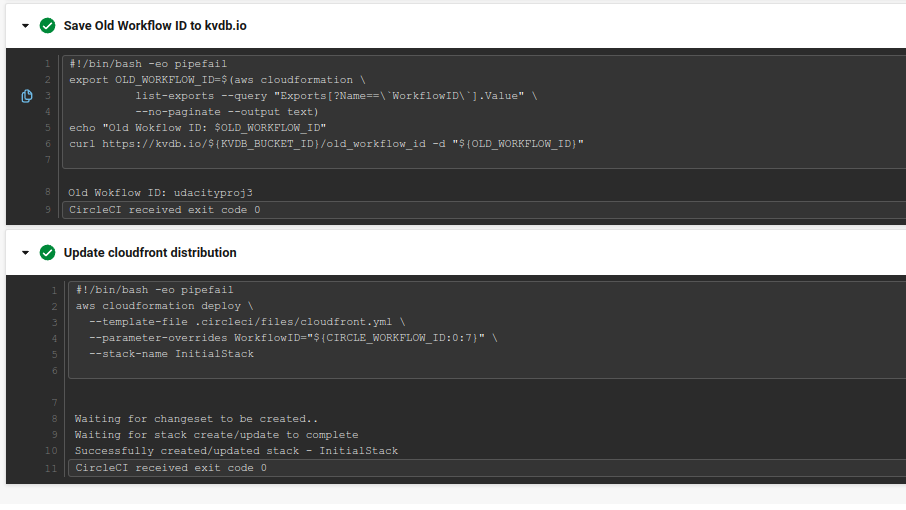 Save Old Workflow ID to kvdb.io
1 #!/bin/bash -eo pipefail
2 export OLD_WORKFLOW_ID=$(aws cloudformation \
3 list-exports --query "Exports[?Name==\`WorkflowID\`].Value" \
4 --no-paginate --output text)
5 echo "Old Wokflow ID: $OLD_WORKFLOW_ID"
6 curl https://kvdb.io/${KVDB_BUCKET_ID}/old_workflow_id -d "${OLD_WORKFLOW_ID}"
7
8 Old Wokflow ID: udacityproj3
9 CircleCI received exit code 0
Update cloudfront distribution
1 #!/bin/bash -eo pipefail
2 aws cloudformation deploy \
3 --template-file .circleci/files/cloudfront.yml \
4 --parameter-overrides WorkflowID="${CIRCLE_WORKFLOW_ID:0:7}" \
5 --stack-name InitialStack
6
7
8 Waiting for changeset to be created..
9 Waiting for stack create/update to complete
10 Successfully created/updated stack - InitialStack
11 CircleCI received exit code 0